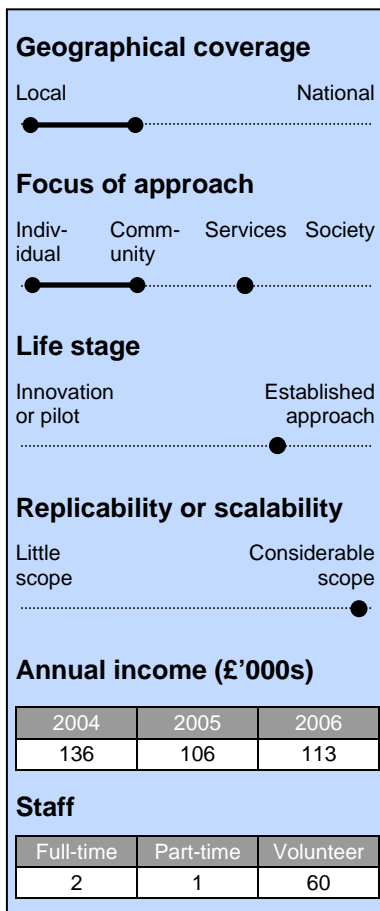 Geographical coverage
Local National
Focus of approach
Indiv- Comm- Services Society
idual unity
Life stage
Innovation Established
or pilot approach
Replicability or scalability
Little Considerable
scope scope
Annual income (£’000s)
2004 2005 2006
136 106 113
Staff
Full-time Part-time Volunteer
2 1 60